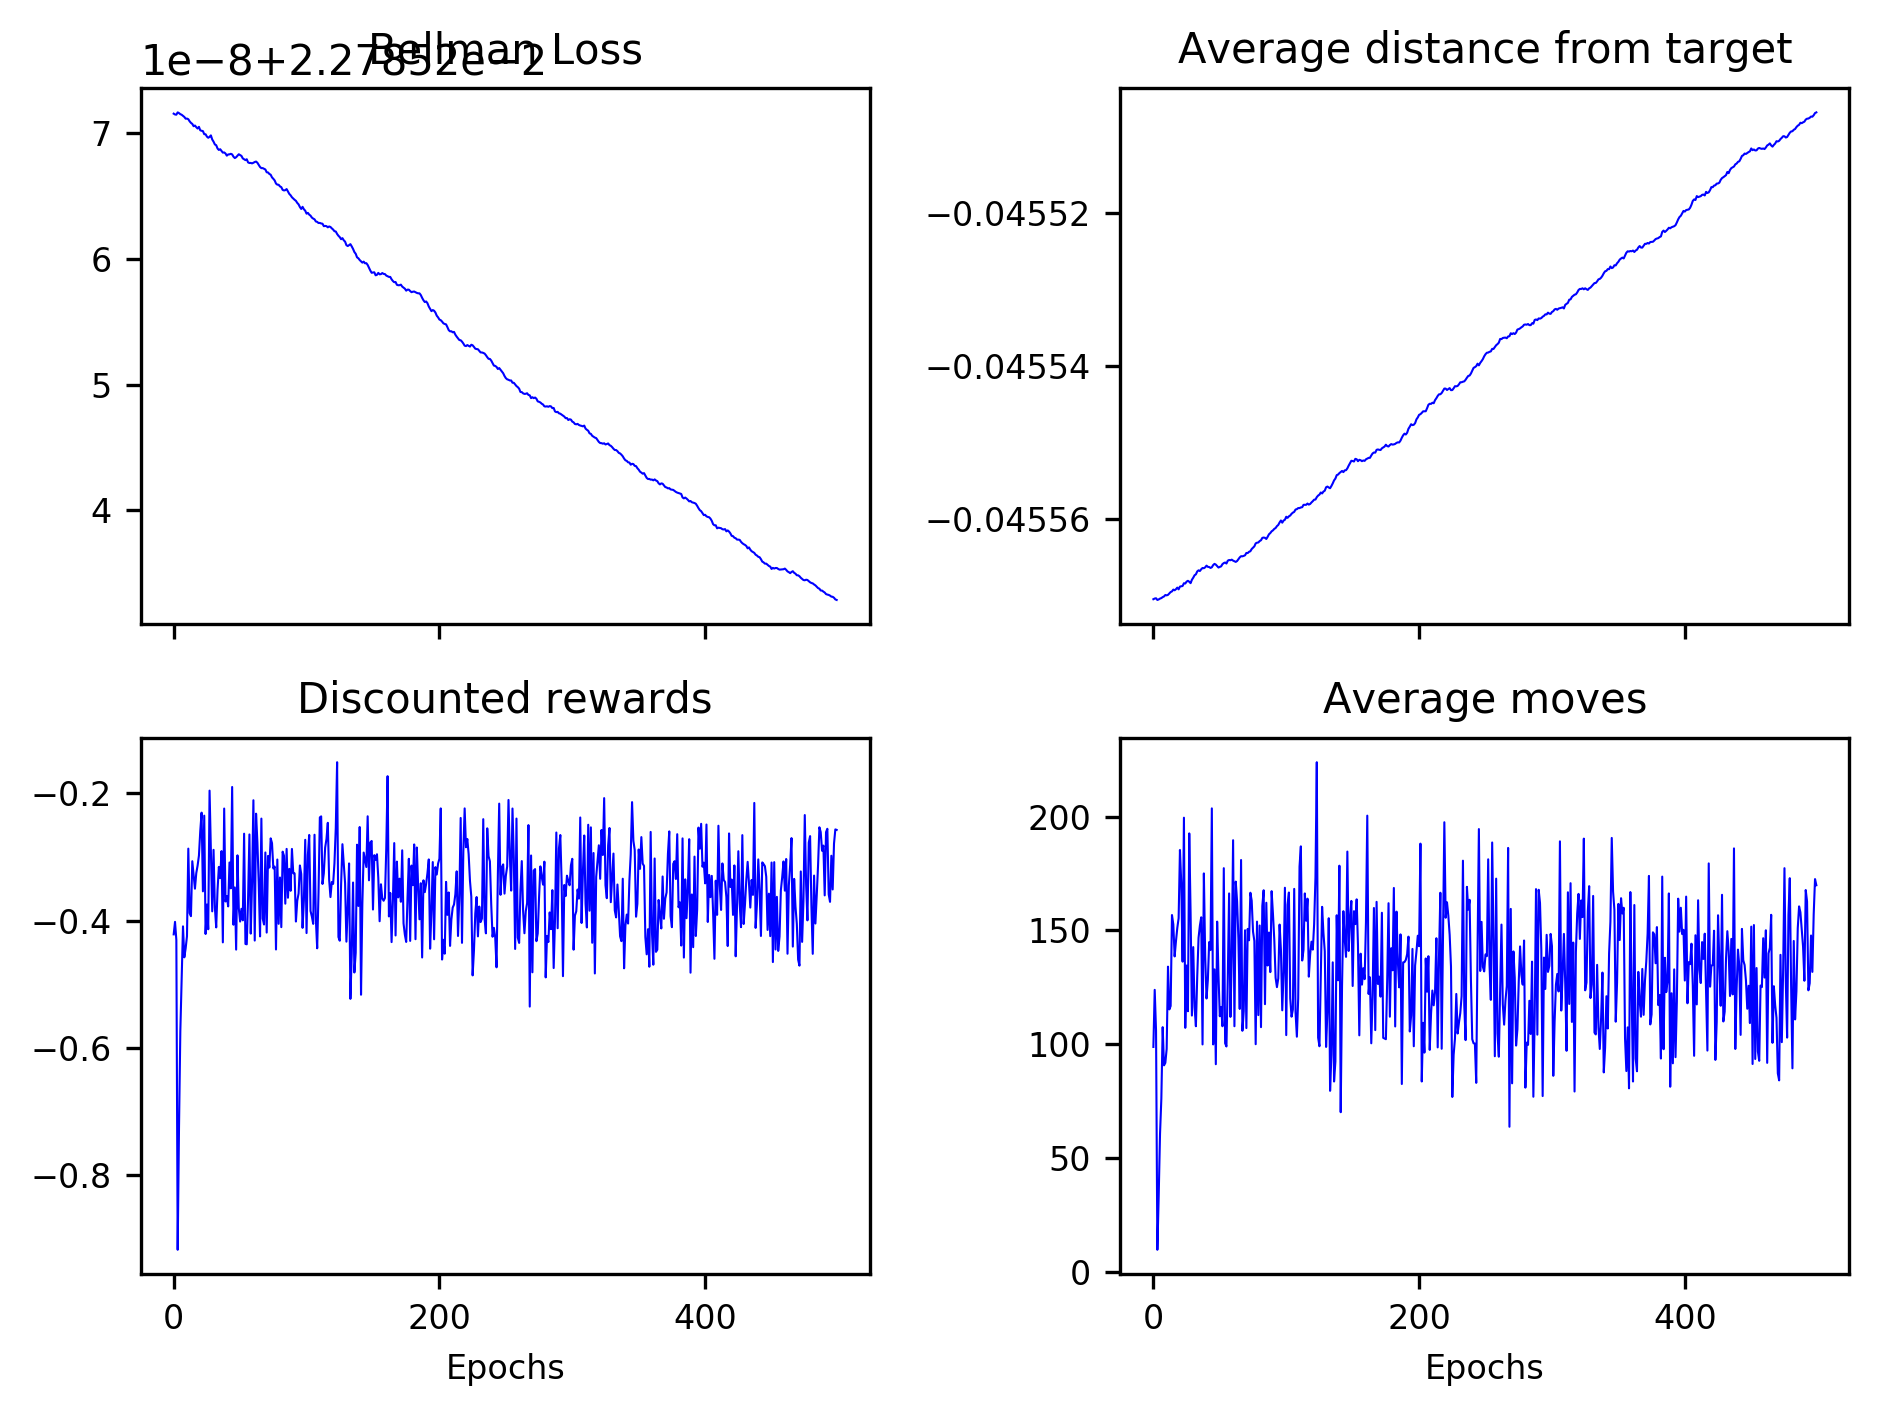 Bellman Loss
1e−8+2.27852e−2
7
6
5
4
Average distance from target
−0.04552
−0.04554
−0.04556
Discounted rewards
−0.2
−0.4
−0.6
−0.8
0 200 400
Epochs
Average moves
200
150
100
50
0
0 200 400
Epochs